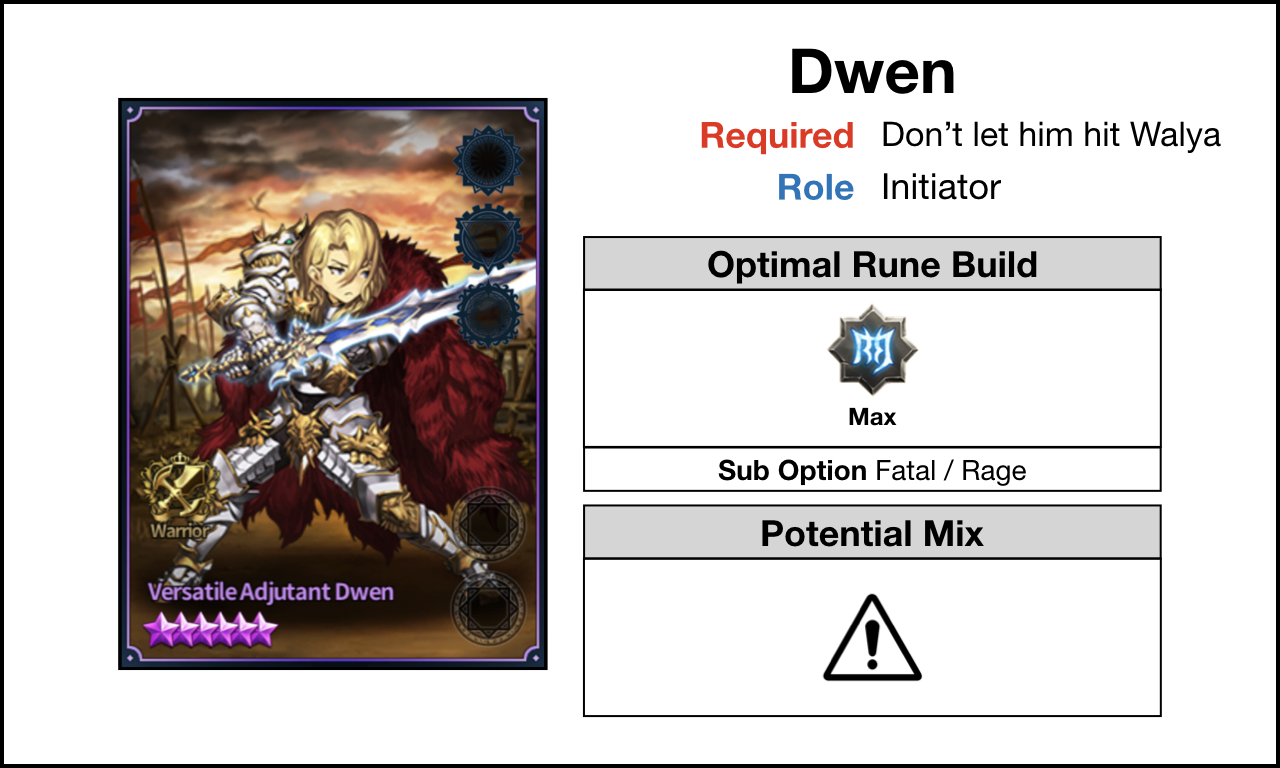 Dwen
Required Don’t let him hit Walya
Role Initiator
Optimal Rune Build
Max
Sub Option Fatal / Rage
Potential Mix
Warrior
Versatile Adjutant Dwen